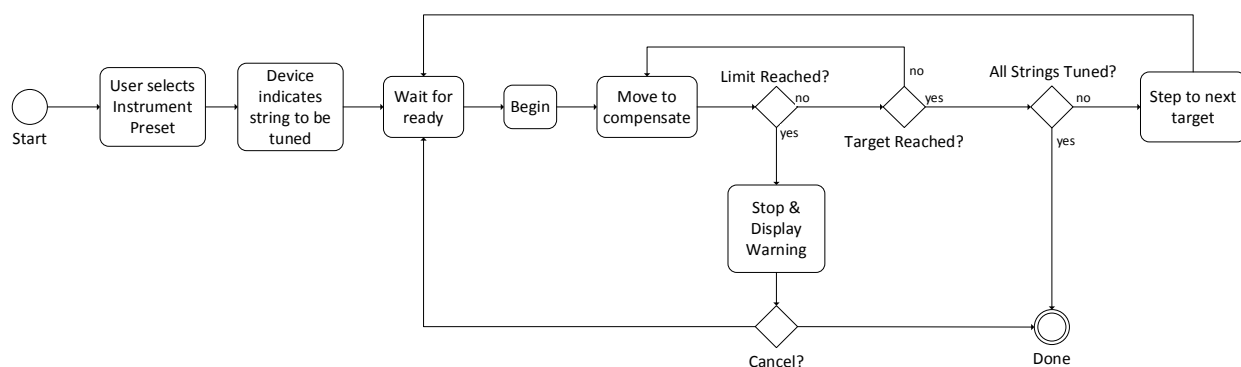 Start
User selects
Instrument
Preset
Device
indicates
string to be
tuned
Wait for
ready
Begin
Move to
compensate
Limit Reached?
no
yes
Stop &
Display
Warning
Cancel?
no
yes
Target Reached?
All Strings Tuned?
no
yes
Step to next
target
Done